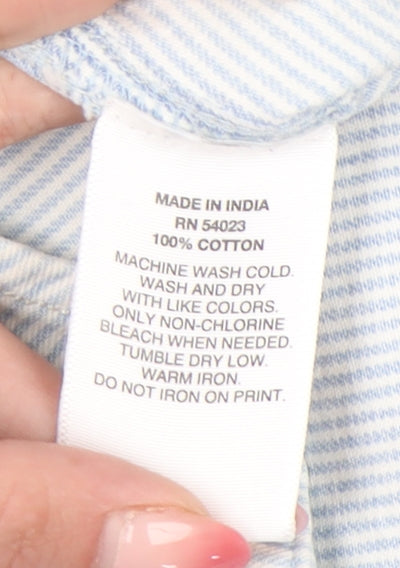 MADE IN INDIA
RN 54023
100% COTTON
MACHINE WASH COLD.
WASH AND DRY
WITH LIKE COLORS.
ONLY NON-CHLORINE
BLEACH WHEN NEEDED.
TUMBLE DRY LOW.
WARM IRON.
DO NOT IRON ON PRINT.